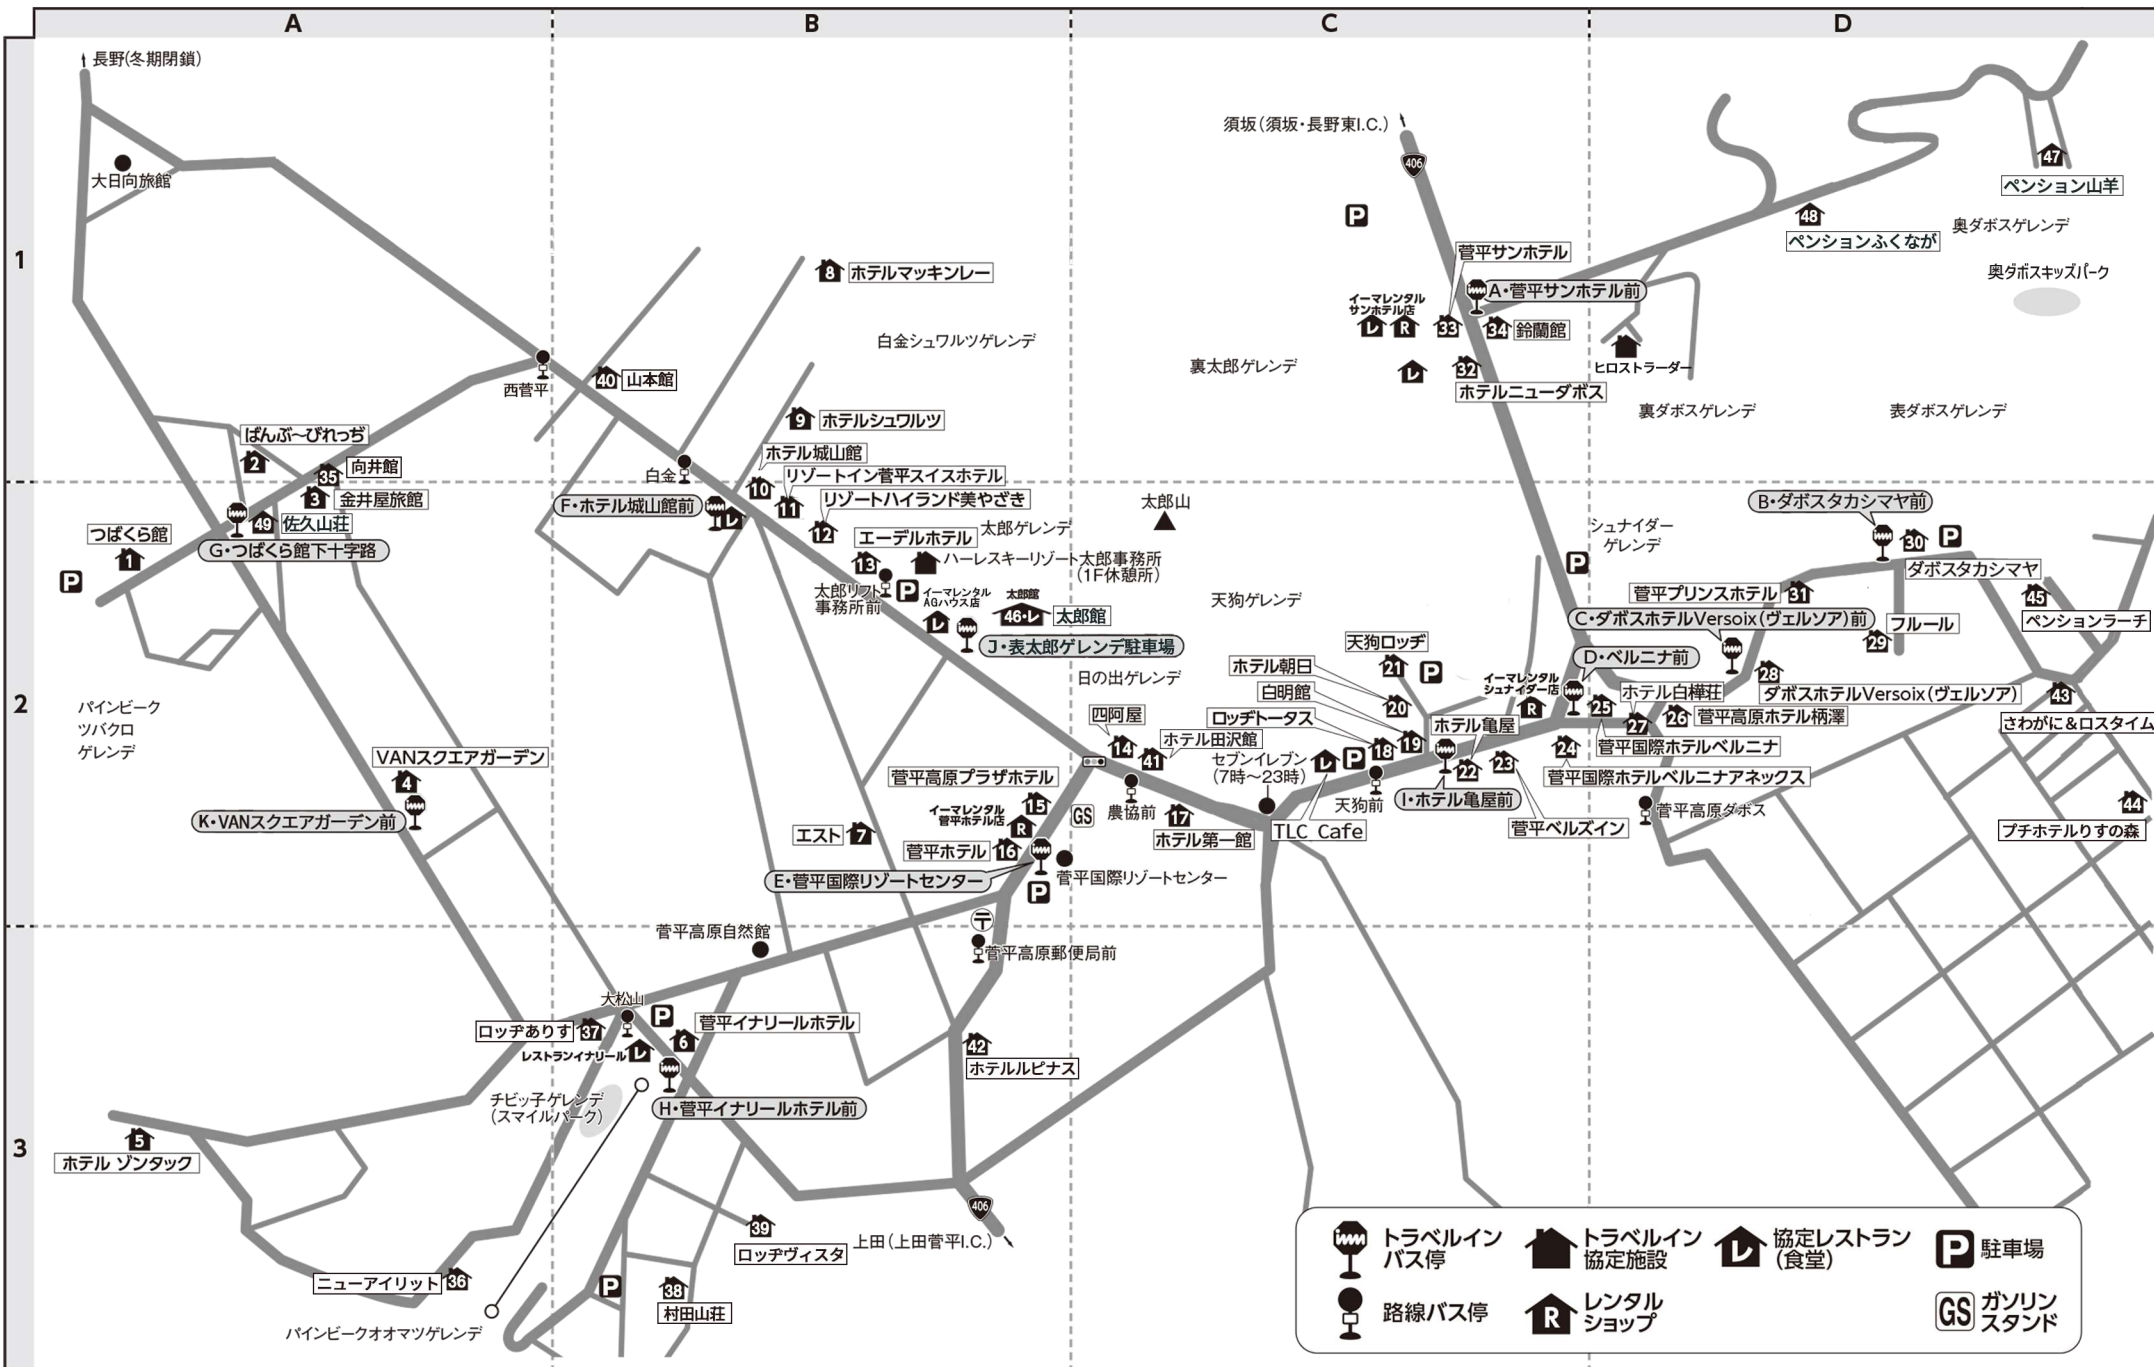 A
B
C
D
1
2
3
長野(冬期閉鎖)
大日向旅館
西菅平
ばんぶ～びれっぢ
2
35
向井館
3
金井屋旅館
49
佐久山荘
G・つばくら館下十字路
つばくら館
1
P
パインビーク
ツバクロ
ゲレンデ
VANスクエアガーデン
4
K・VANスクエアガーデン前
8
ホテルマッキンレー
白金シュワルツゲレンデ
40
山本館
9
ホテルシュワルツ
白金
ホテル城山館
10
リゾートイン菅平スイスホテル
11
リゾートハイランド美やざき
12
F・ホテル城山館前
レ
エーデルホテル
13
太郎ゲレンデ
ハーレスキーリゾート太郎事務所
(1F休憩所)
太郎リフト
事務所前
P
イーマレンタル
AGハウス店
レ
太郎館
46・レ
太郎館
J・表太郎ゲレンデ駐車場
太郎山
須坂(須坂・長野東I.C.)
406
P
菅平サンホテル
A・菅平サンホテル前
イーマレンタル
サンホテル店
レ
R
33
34
鈴蘭館
裏太郎ゲレンデ
レ
32
ホテルニューダボス
ヒロストラーダー
裏ダボスゲレンデ
表ダボスゲレンデ
47
ペンション山羊
48
ペンションふくなが
奥ダボスゲレンデ
奥ダボスキッズパーク
シュナイダー
ゲレンデ
P
B・ダボスタカシマヤ前
30
P
ダボスタカシマヤ
菅平プリンスホテル
31
45
ペンションラーチ
C・ダボスホテルVersoix(ヴェルソア)前
フルール
29
D・ベルニナ前
28
ダボスホテルVersoix(ヴェルソア)
43
さわがに&ロスタイム
天狗ゲレンデ
日の出ゲレンデ
天狗ロッヂ
21
P
ホテル朝日
20
白明館
ロッヂトータス
19
18
イーマレンタル
シュナイダー店
R
ホテル白樺荘
25
27
26
菅平高原ホテル柄澤
菅平国際ホテルベルニナ
24
菅平国際ホテルベルニナアネックス
四阿屋
14
ホテル田沢館
41
セブンイレブン
(7時～23時)
レ
P
ホテル亀屋
22
23
天狗前
I・ホテル亀屋前
菅平ベルズイン
菅平高原ダボス
44
プチホテルりすの森
農協前
17
ホテル第一館
TLC Cafe
GS
菅平高原プラザホテル
15
イーマレンタル
菅平ホテル店
R
エスト
7
菅平ホテル
16
E・菅平国際リゾートセンター
菅平国際リゾートセンター
P
〒
菅平高原郵便局前
菅平高原自然館
大松山
ロッヂありす
37
P
6
菅平イナリールホテル
レストランイナリール
レ
チビッ子ゲレンデ
(スマイルパーク)
H・菅平イナリールホテル前
42
ホテルルピナス
5
ホテル ゾンタック
39
ロッヂヴィスタ
406
上田(上田菅平I.C.)
ニューアイリット
36
P
38
村田山荘
パインビークオオマツゲレンデ
トラベルイン
バス停
トラベルイン
協定施設
レ
協定レストラン
(食堂)
P
駐車場
路線バス停
R
レンタル
ショップ
GS
ガソリン
スタンド